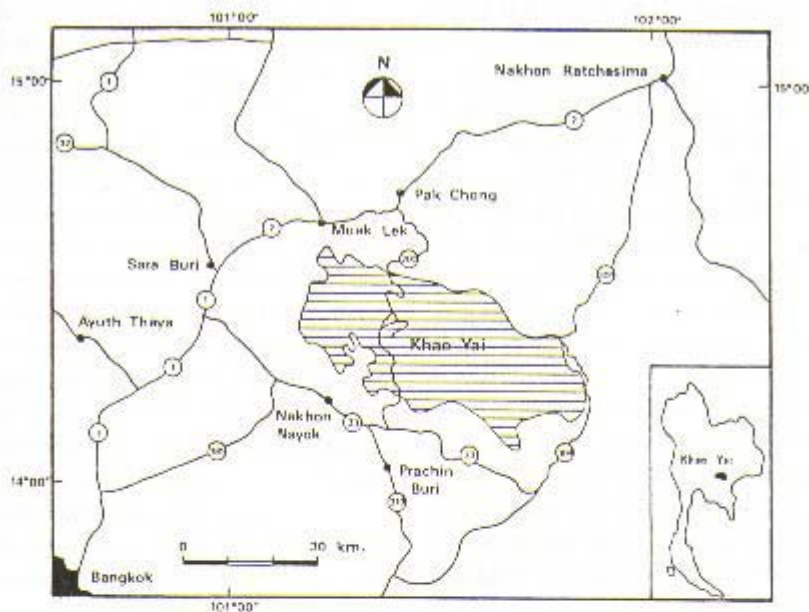 101°00'
102°00'
15°00'
15°00'
N
Nakhon Ratchasima
1
2
32
Pak Chong
Muak Lek
2
Sara Buri
1
Ayuth Thaya
Khao Yai
1
1
Nakhon
Nayok
33
33
Prachin
Buri
14°00'
0 30 km.
Bangkok
101°00'
Khao Yai